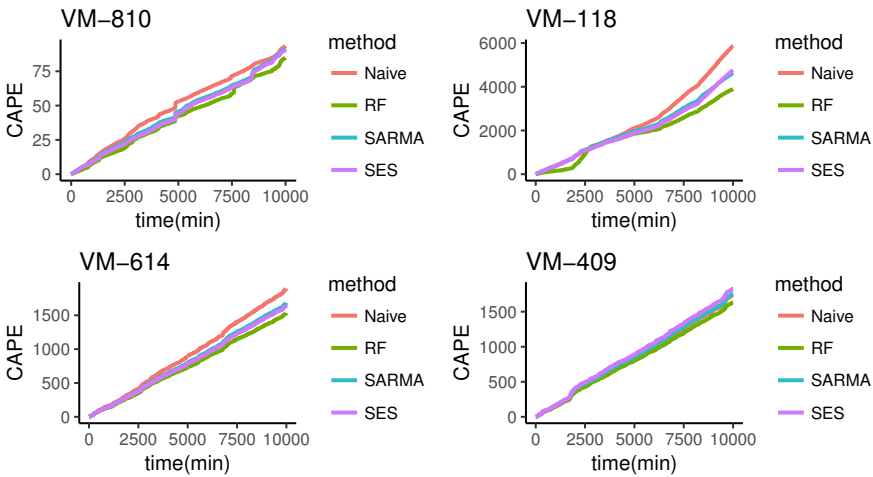 VM−810
CAPE
75
50
25
0
0 2500 5000 7500 10000
time(min)
method
Naive
RF
SARMA
SES
VM−118
CAPE
6000
4000
2000
0
0 2500 5000 7500 10000
time(min)
method
Naive
RF
SARMA
SES
VM−614
CAPE
1500
1000
500
0
0 2500 5000 7500 10000
time(min)
method
Naive
RF
SARMA
SES
VM−409
CAPE
1500
1000
500
0
0 2500 5000 7500 10000
time(min)
method
Naive
RF
SARMA
SES